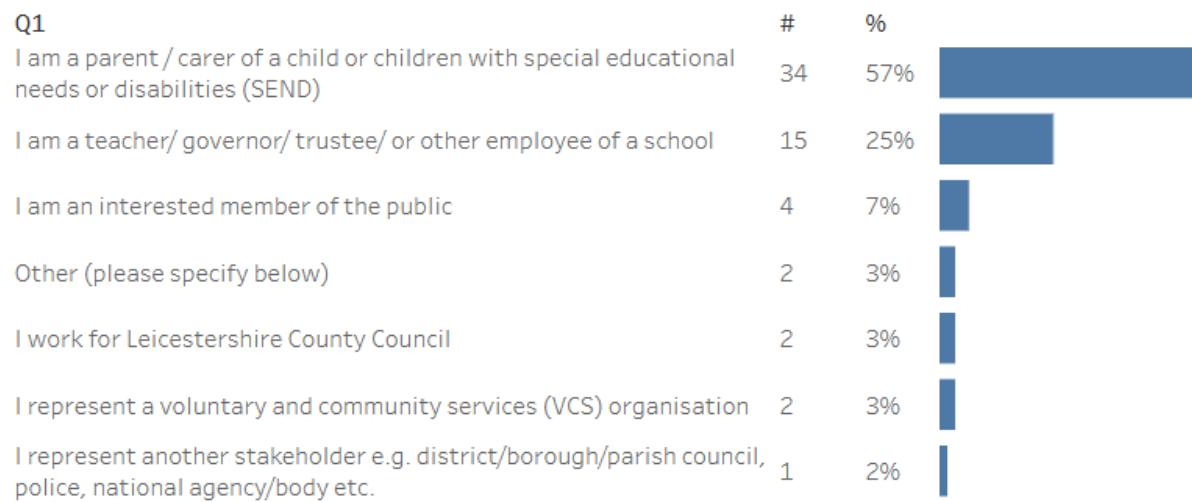 Q1 # %
I am a parent / carer of a child or children with special educational
needs or disabilities (SEND) 34 57%
I am a teacher/ governor/ trustee/ or other employee of a school 15 25%
I am an interested member of the public 4 7%
Other (please specify below) 2 3%
I work for Leicestershire County Council 2 3%
I represent a voluntary and community services (VCS) organisation 2 3%
I represent another stakeholder e.g. district/borough/parish council,
police, national agency/body etc. 1 2%